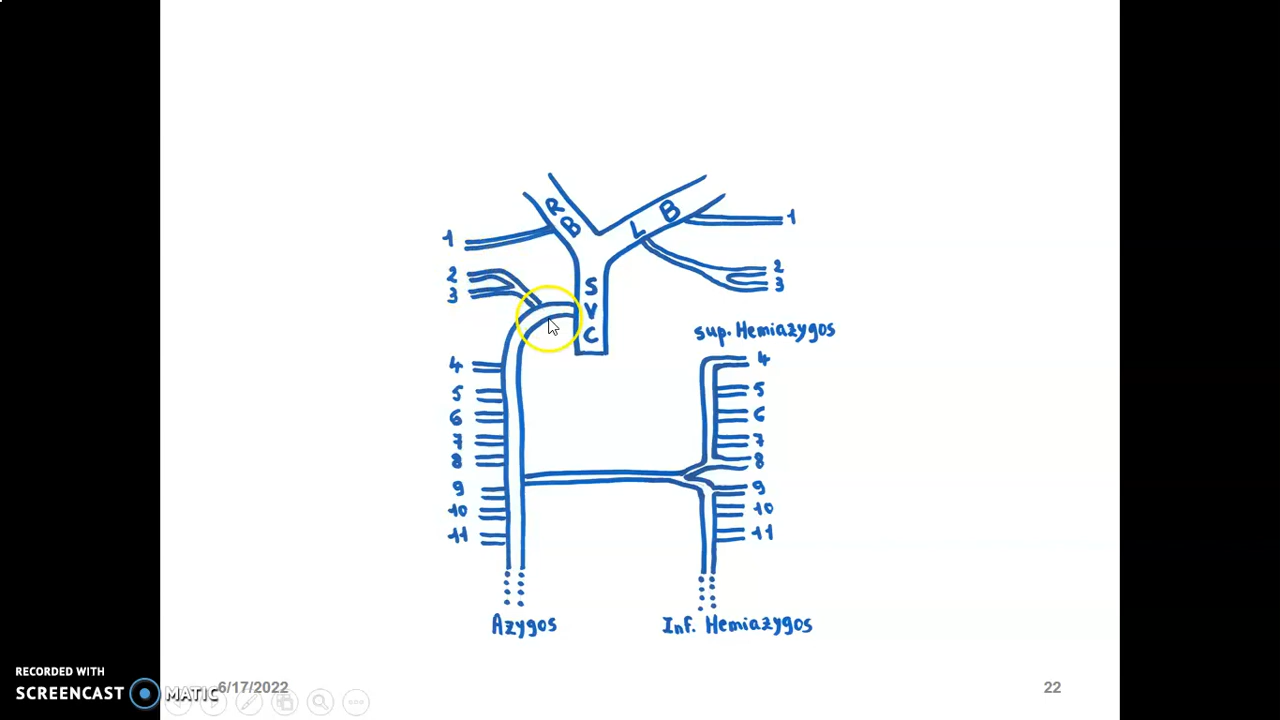 R
B
L B
1
1
2
3
2
3
S
V
C
sup. Hemiazygos
4
4
5
5
6
6
7
7
8
8
9
9
10
10
11
11
Azygos
Inf. Hemiazygos
RECORDED WITH
SCREENCAST MATIC
6/17/2022
22